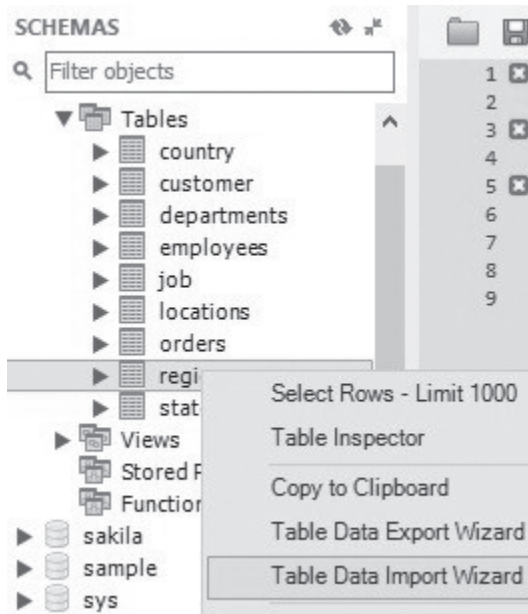 SCHEMAS
Filter objects
Tables
country
customer
departments
employees
job
locations
orders
regi
stat
Views
Stored P
Function
sakila
sample
sys
1
2
3
4
5
6
7
8
9
Select Rows - Limit 1000
Table Inspector
Copy to Clipboard
Table Data Export Wizard
Table Data Import Wizard